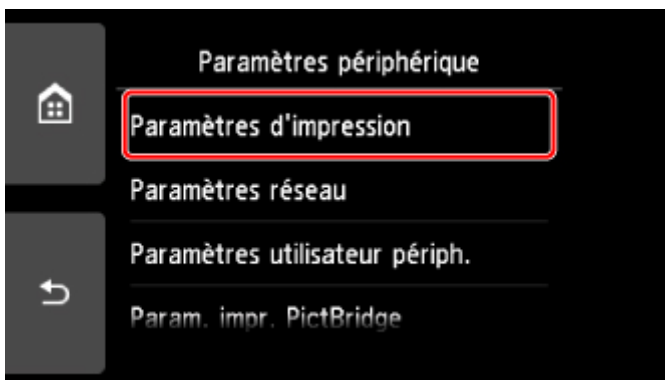 Paramètres périphérique
Paramètres d'impression
Paramètres réseau
Paramètres utilisateur périph.
Param. impr. PictBridge